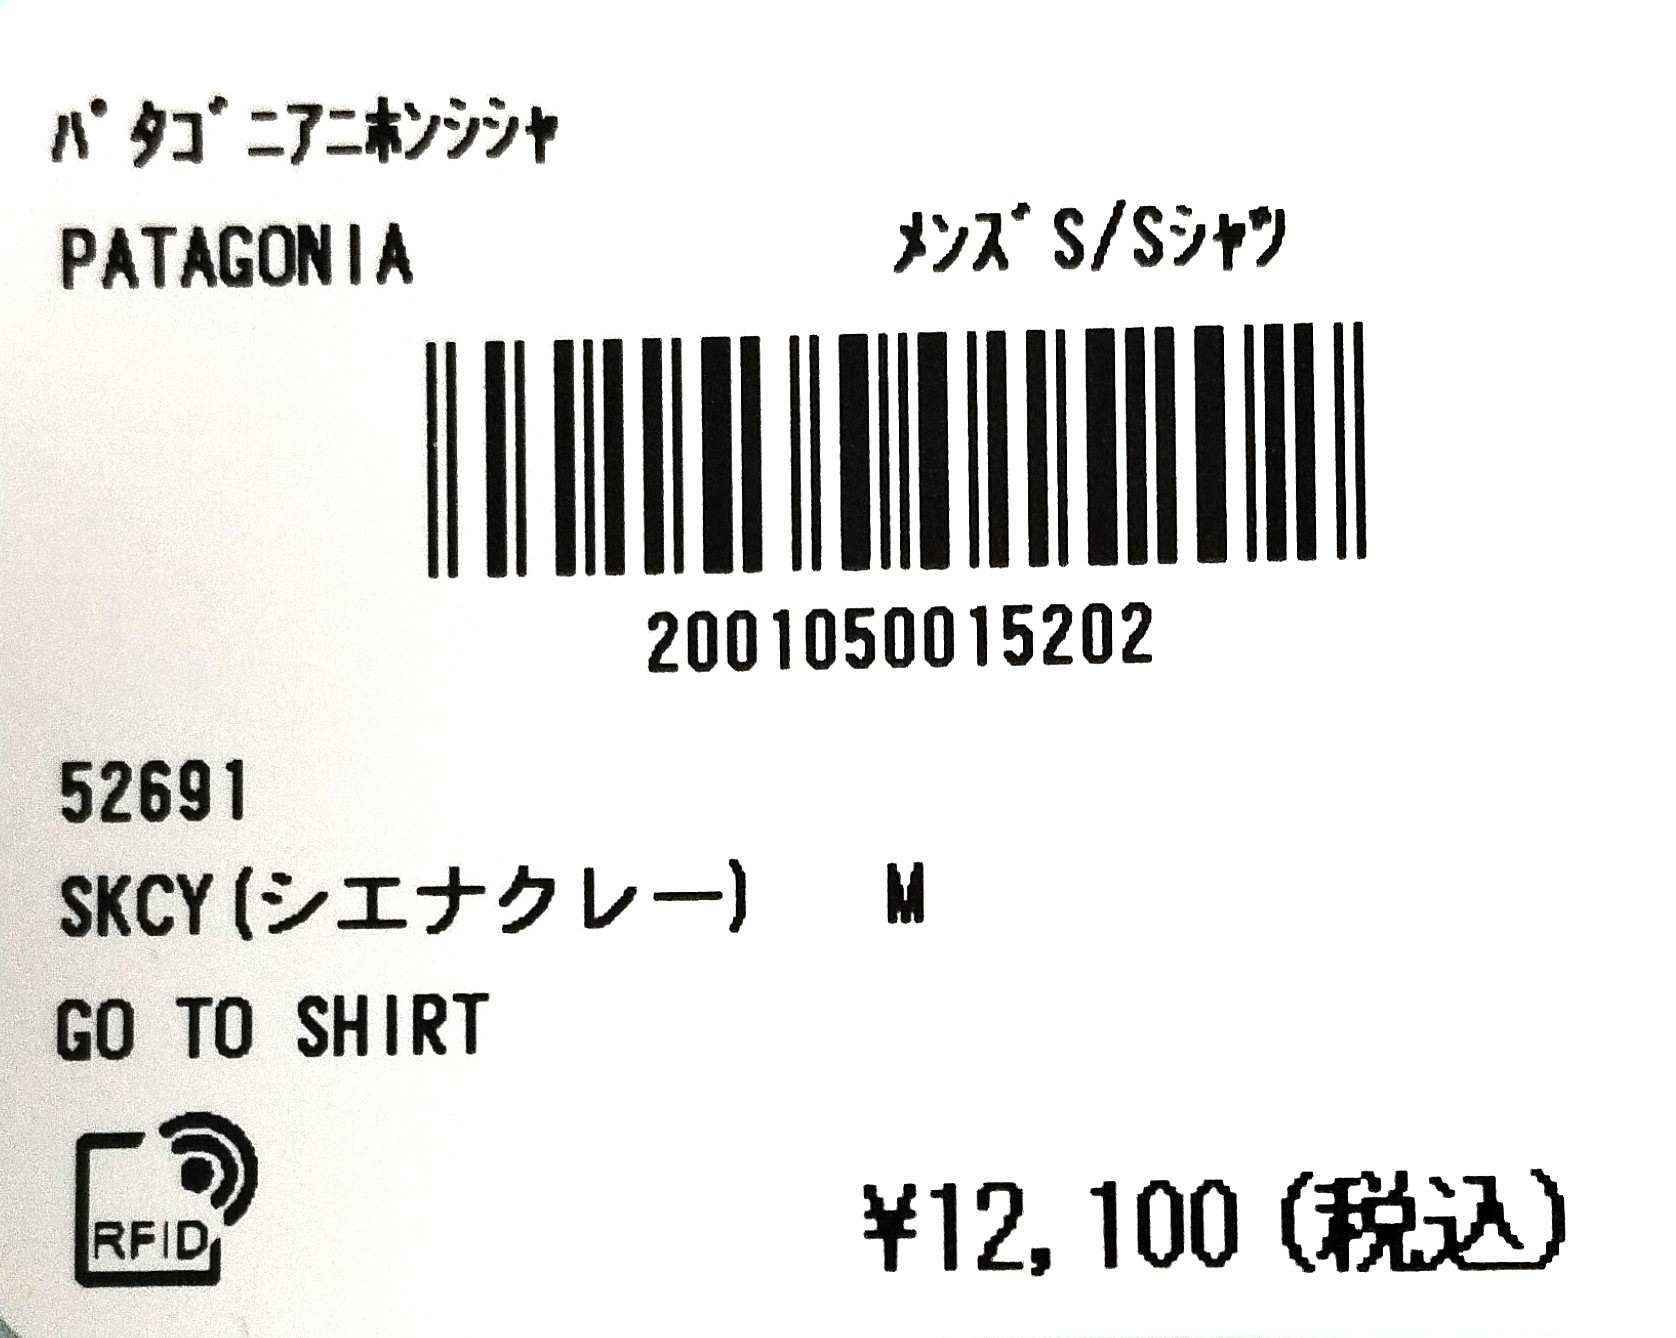 ﾊﾟﾀｺﾞﾆｱﾆﾎﾝｼｼｬ
PATAGONIA
ﾒﾝｽﾞS/Sｼｬﾂ
2001050015202
52691
SKCY(シエナクレー) M
GO TO SHIRT
RFID
¥12,100(税込)